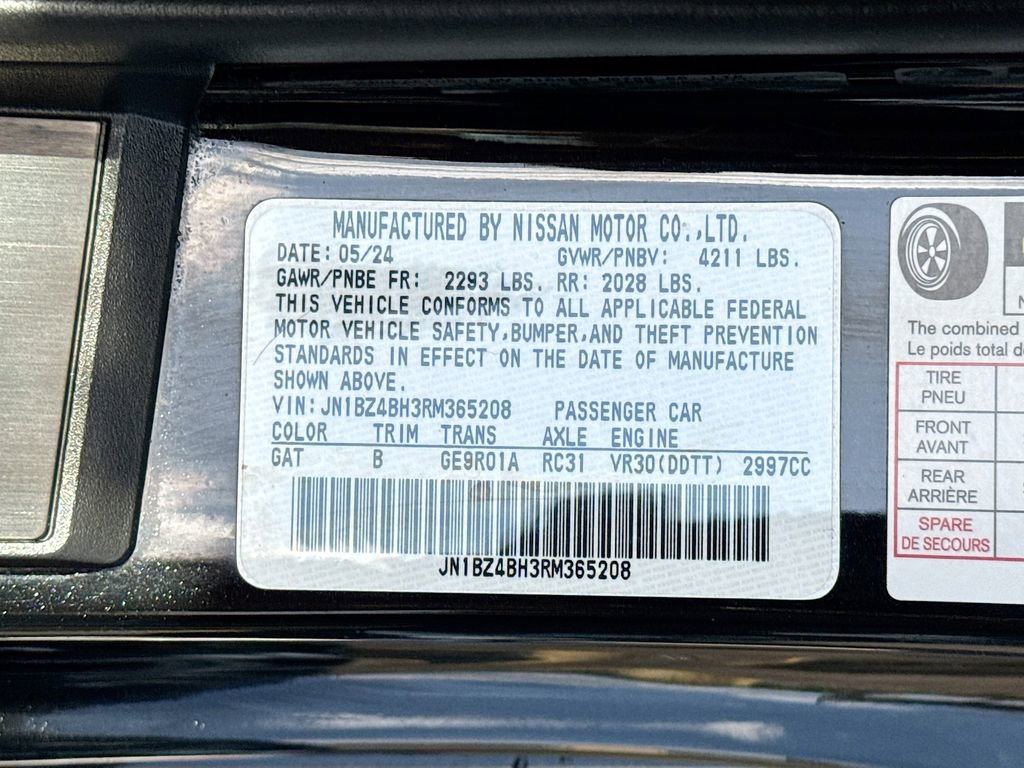 MANUFACTURED BY NISSAN MOTOR CO.,LTD.
DATE: 05/24 GVWR/PNBV: 4211 LBS.
GAWR/PNBE FR: 2293 LBS. RR: 2028 LBS.
THIS VEHICLE CONFORMS TO ALL APPLICABLE FEDERAL
MOTOR VEHICLE SAFETY,BUMPER,AND THEFT PREVENTION
STANDARDS IN EFFECT ON THE DATE OF MANUFACTURE
SHOWN ABOVE.
VIN: JN1BZ4BH3RM365208 PASSENGER CAR
COLOR TRIM TRANS AXLE ENGINE
GAT B GE9R01A RC31 VR30(DDTT) 2997CC
JN1BZ4BH3RM365208
The combined
Le poids total
TIRE
PNEU
FRONT
AVANT
REAR
ARRIÈRE
SPARE
DE SECOURS